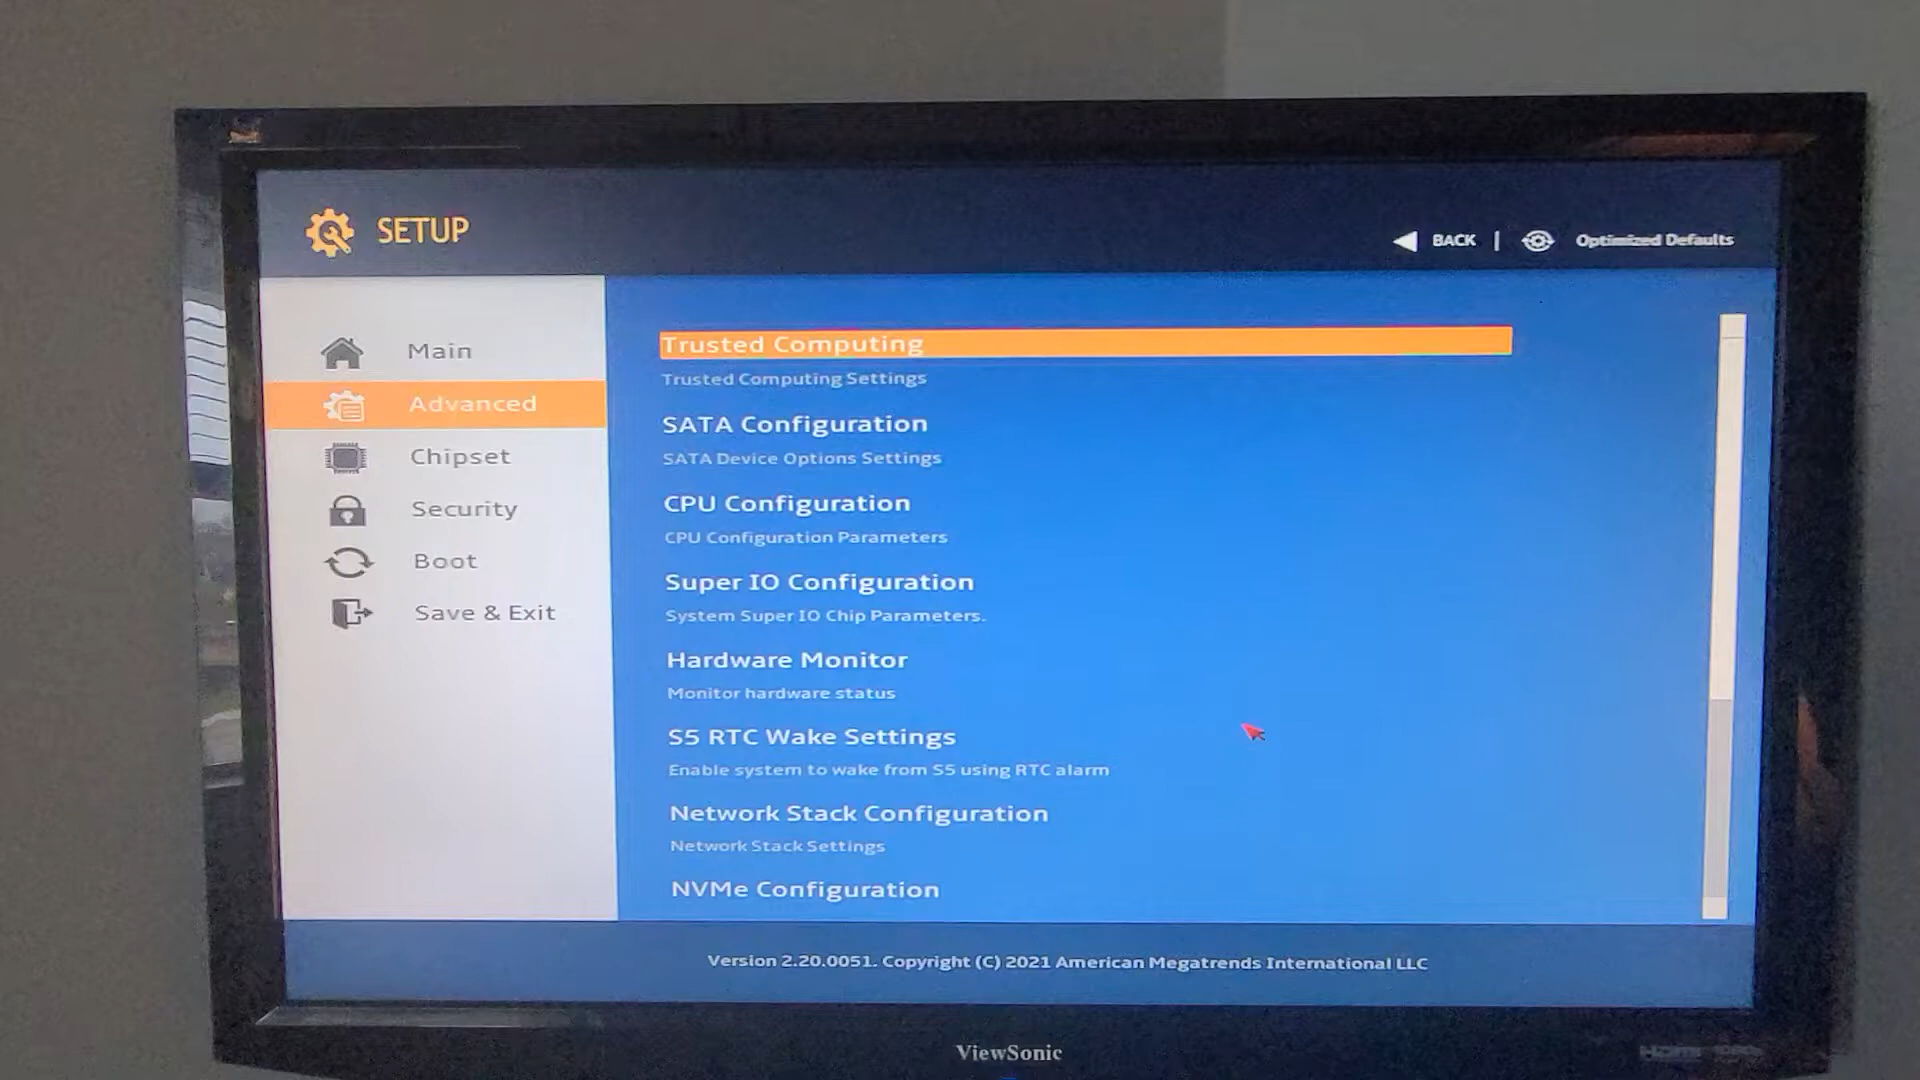 SETUP
BACK | Optimized Defaults
Main
Advanced
Chipset
Security
Boot
Save & Exit
Trusted Computing
Trusted Computing Settings
SATA Configuration
SATA Device Options Settings
CPU Configuration
CPU Configuration Parameters
Super IO Configuration
System Super IO Chip Parameters.
Hardware Monitor
Monitor hardware status
S5 RTC Wake Settings
Enable system to wake from S5 using RTC alarm
Network Stack Configuration
Network Stack Settings
NVMe Configuration
Version 2.20.0051. Copyright (C) 2021 American Megatrends International LLC
ViewSonic